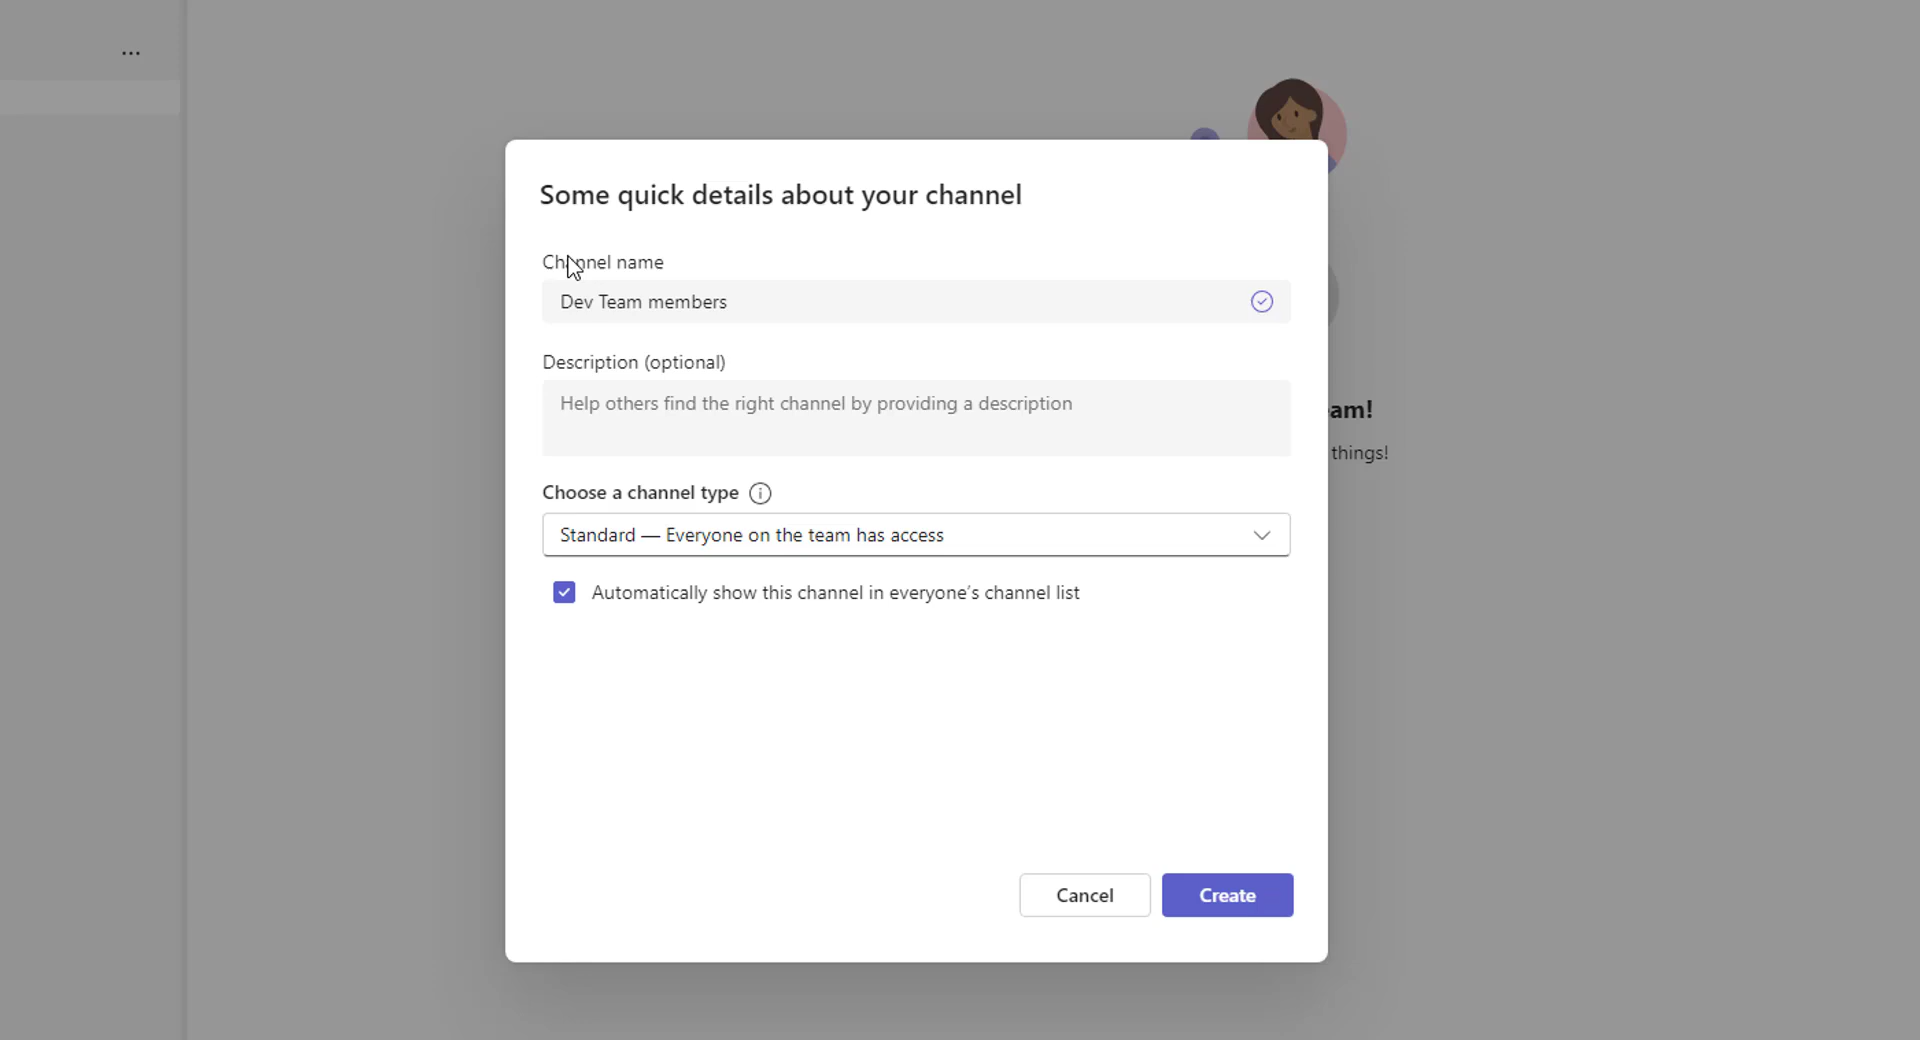 ...
Some quick details about your channel
Channel name
Dev Team members
Description (optional)
Help others find the right channel by providing a description
eam!
things!
Choose a channel type
Standard — Everyone on the team has access
Automatically show this channel in everyone's channel list
Cancel
Create